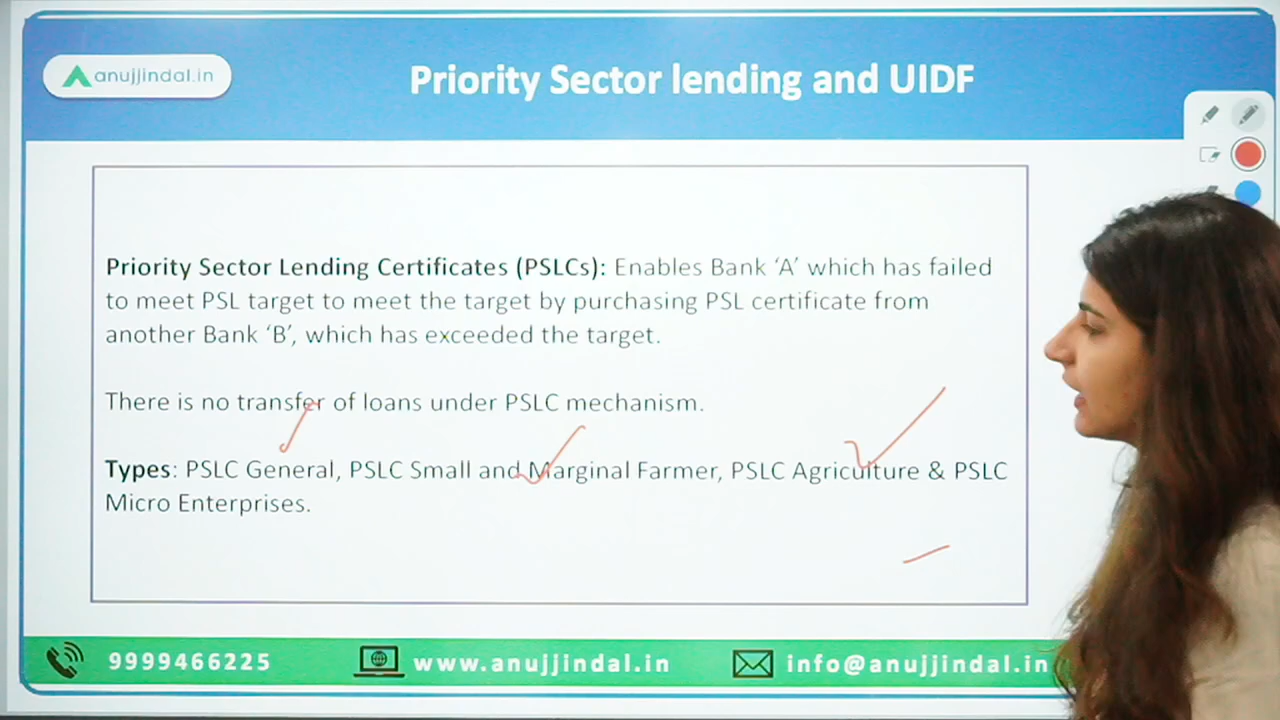 anujjindal.in
Priority Sector lending and UIDF
Priority Sector Lending Certificates (PSLCs): Enables Bank ‘A’ which has failed
to meet PSL target to meet the target by purchasing PSL certificate from
another Bank ‘B’, which has exceeded the target.
There is no transfer of loans under PSLC mechanism.
Types: PSLC General, PSLC Small and Marginal Farmer, PSLC Agriculture & PSLC
Micro Enterprises.
9999466225
www.anujjindal.in
info@anujjindal.in